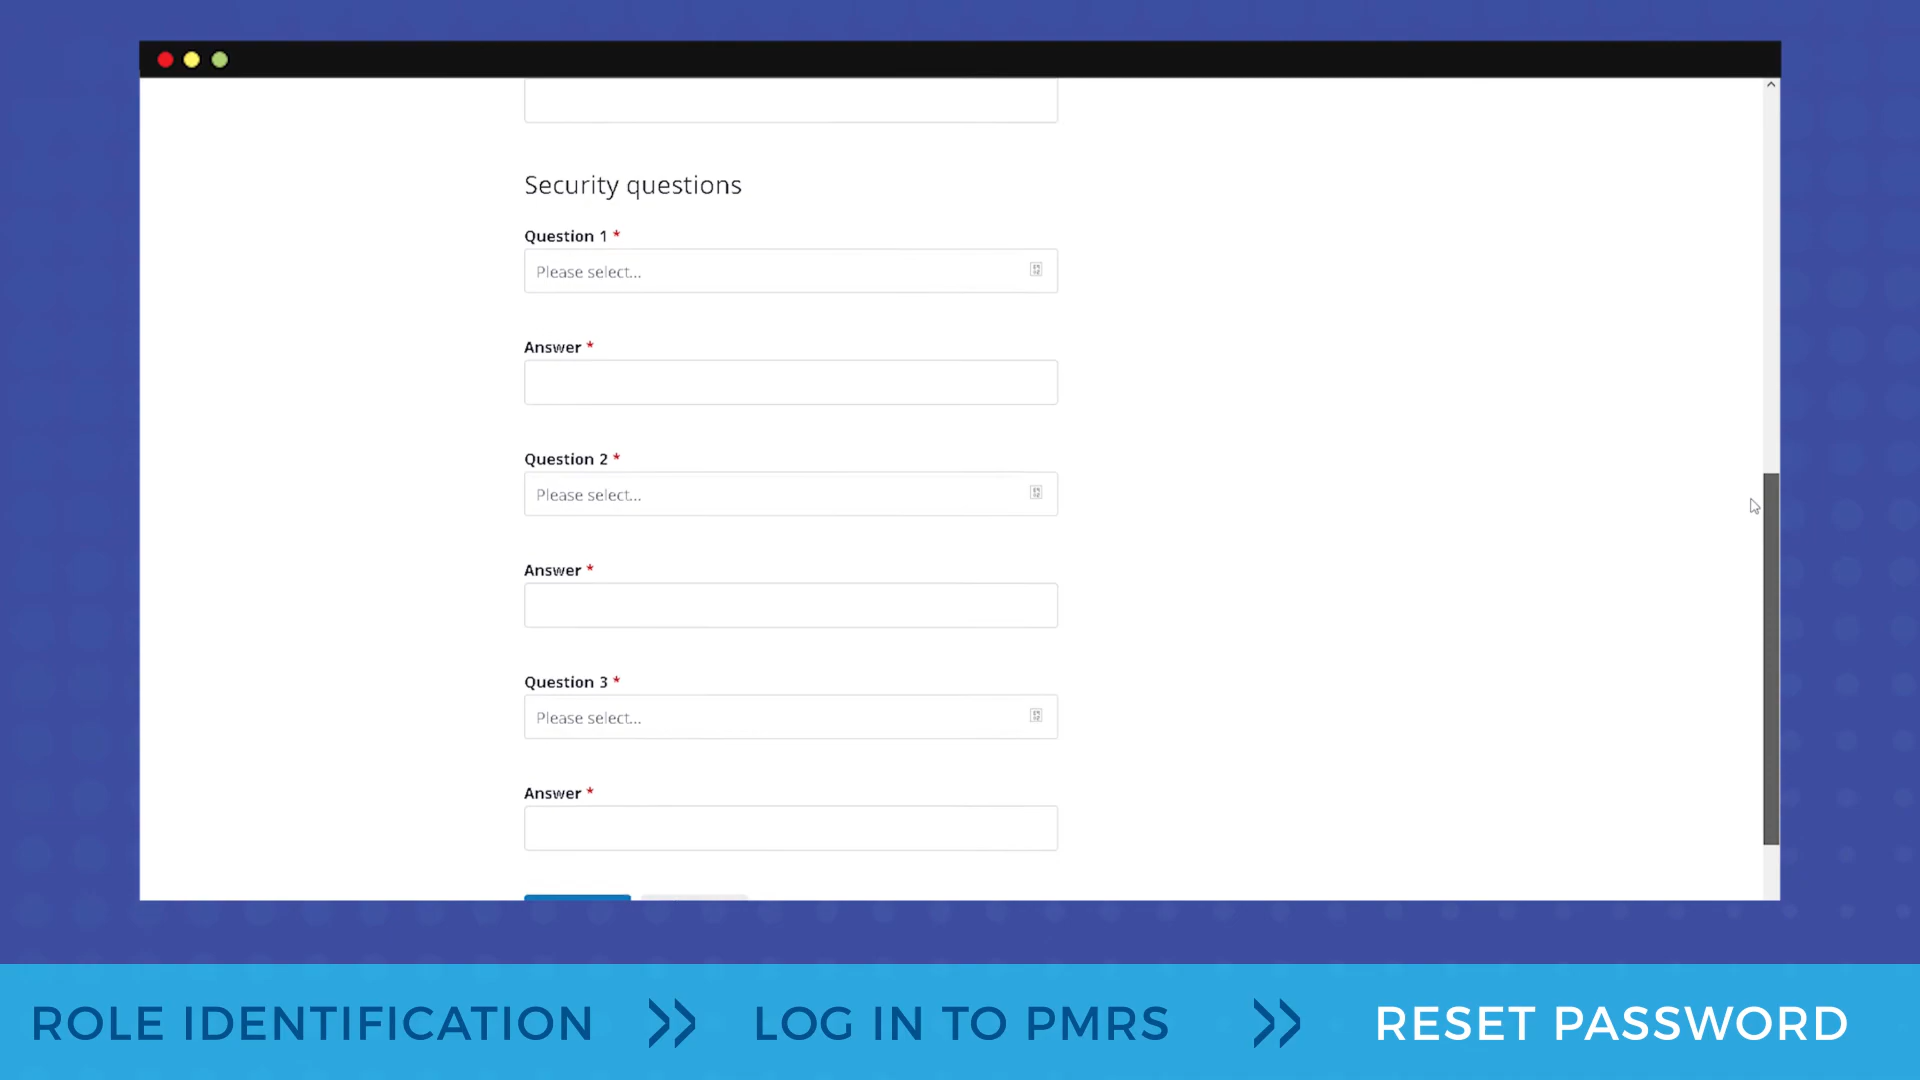 Security questions
Question 1 *
Please select...
Answer *
Question 2 *
Please select...
Answer *
Question 3 *
Please select...
Answer *
ROLE IDENTIFICATION >> LOG IN TO PMRS >> RESET PASSWORD